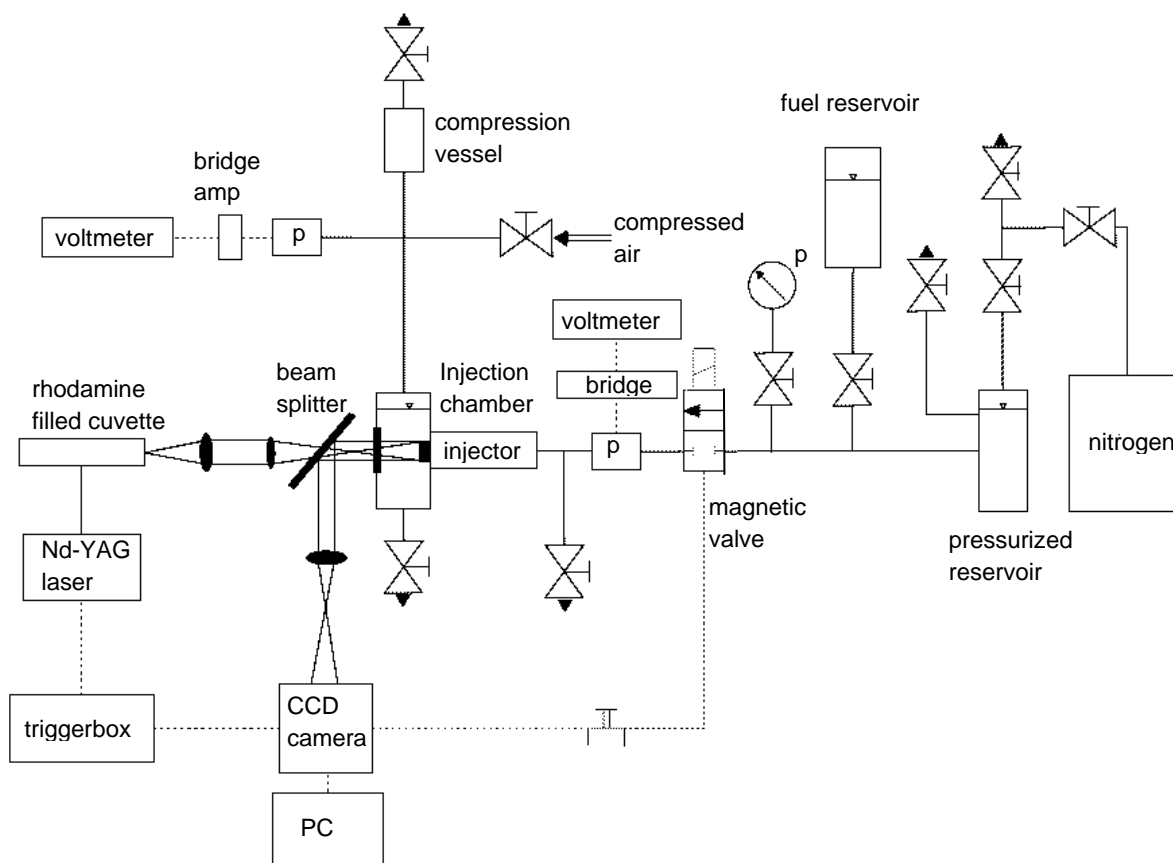 fuel reservoir
compression
vessel
bridge
amp
voltmeter
p
compressed
air
p
voltmeter
rhodamine
filled cuvette
beam
splitter
Injection
chamber
bridge
injector
p
nitrogen
magnetic
valve
Nd-YAG
laser
pressurized
reservoir
triggerbox
CCD
camera
PC